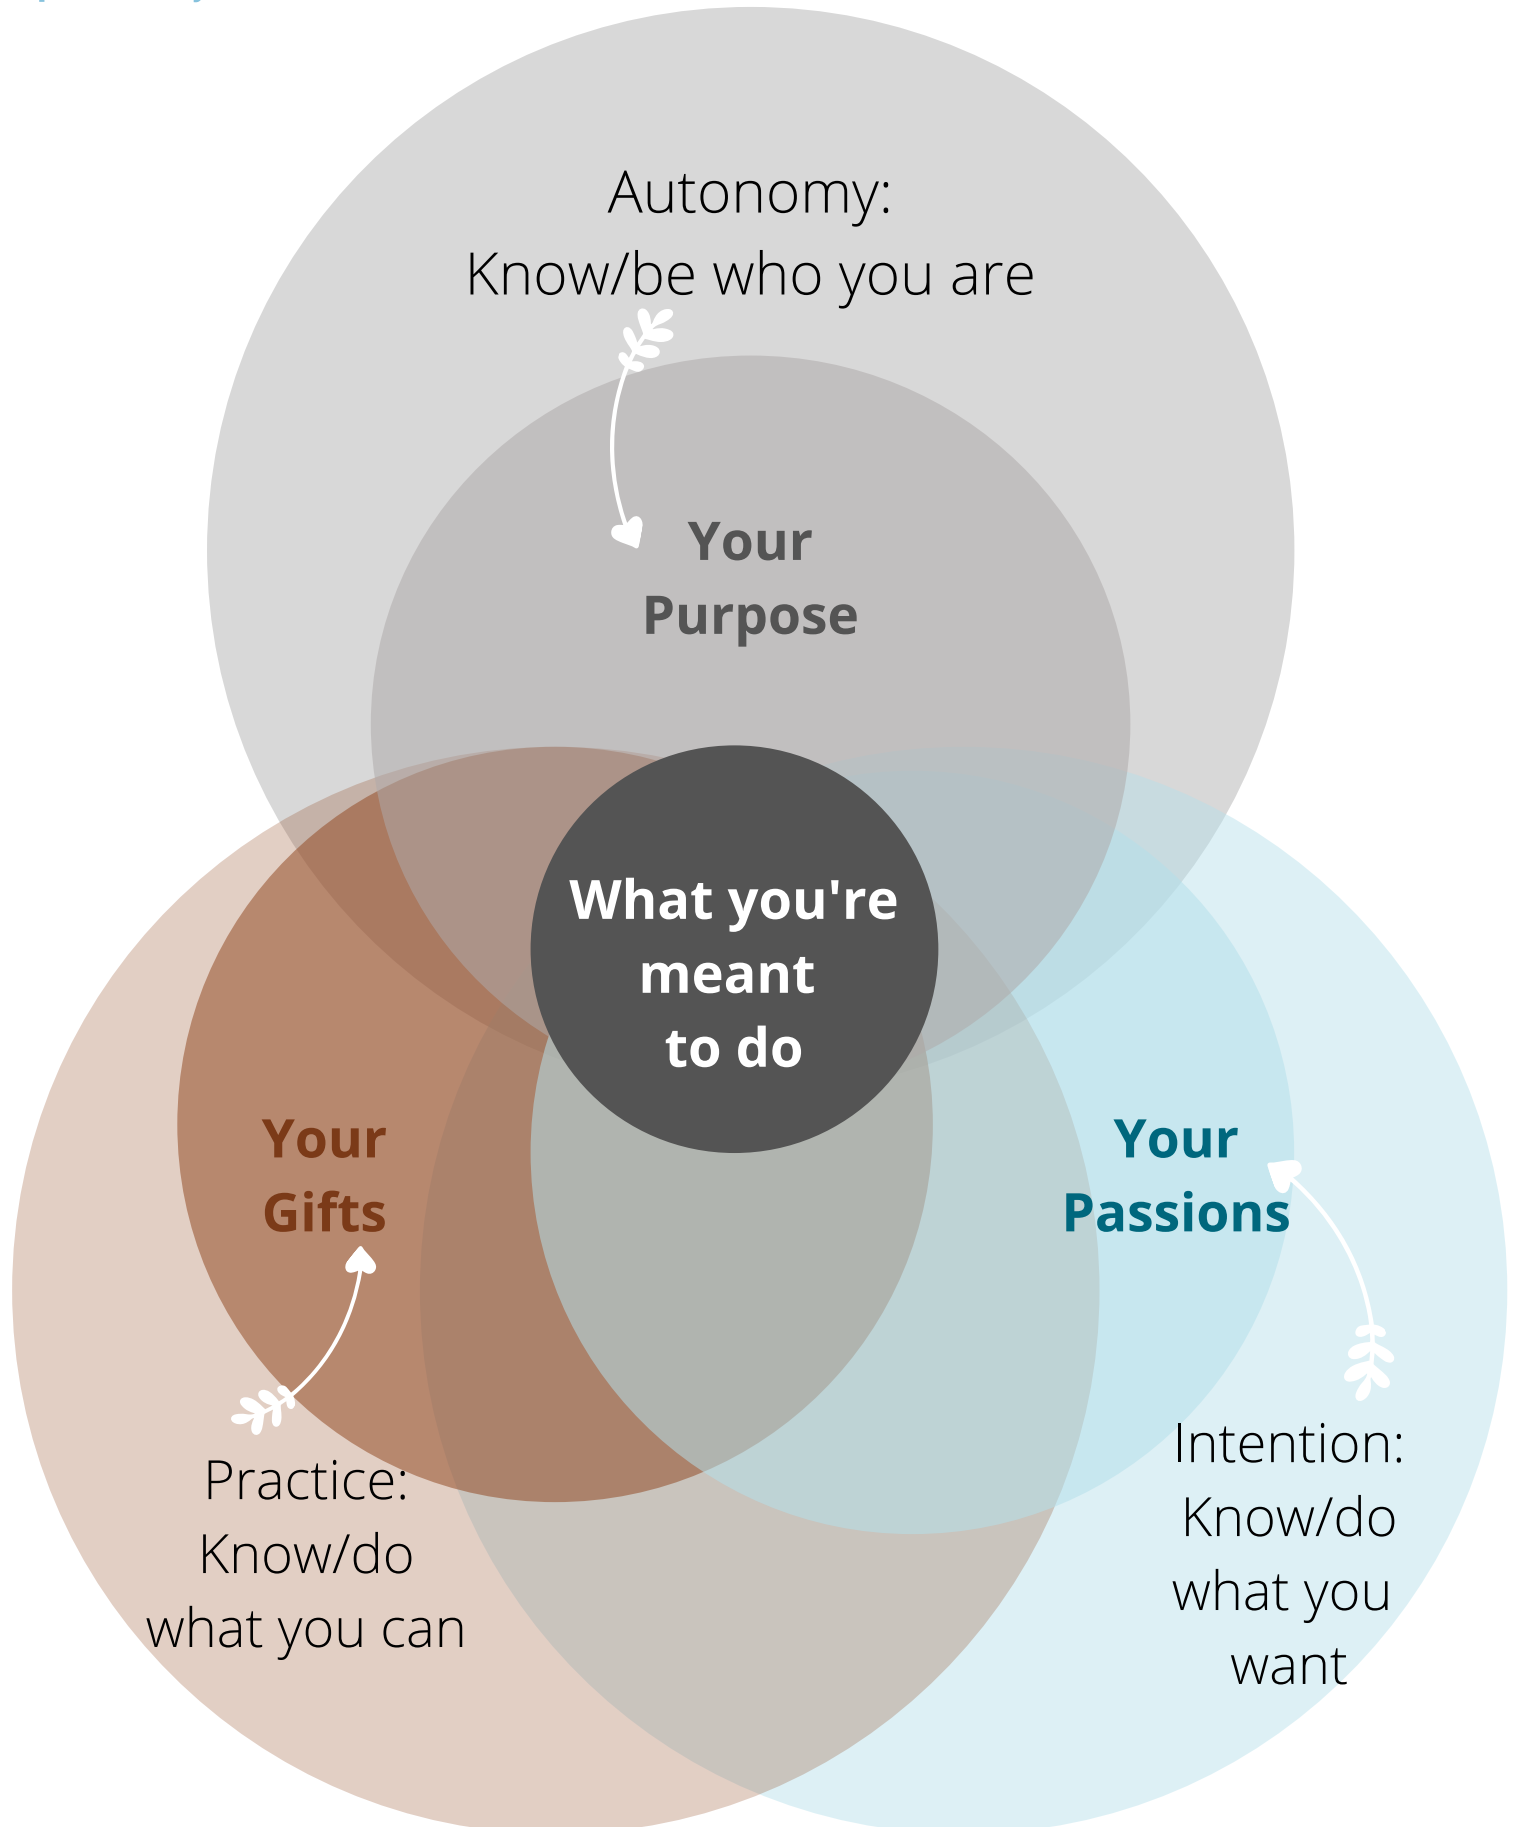 Autonomy:
Know/be who you are
Your
Purpose
What you're
meant
to do
Your
Gifts
Your
Passions
Practice:
Know/do
what you can
Intention:
Know/do
what you
want